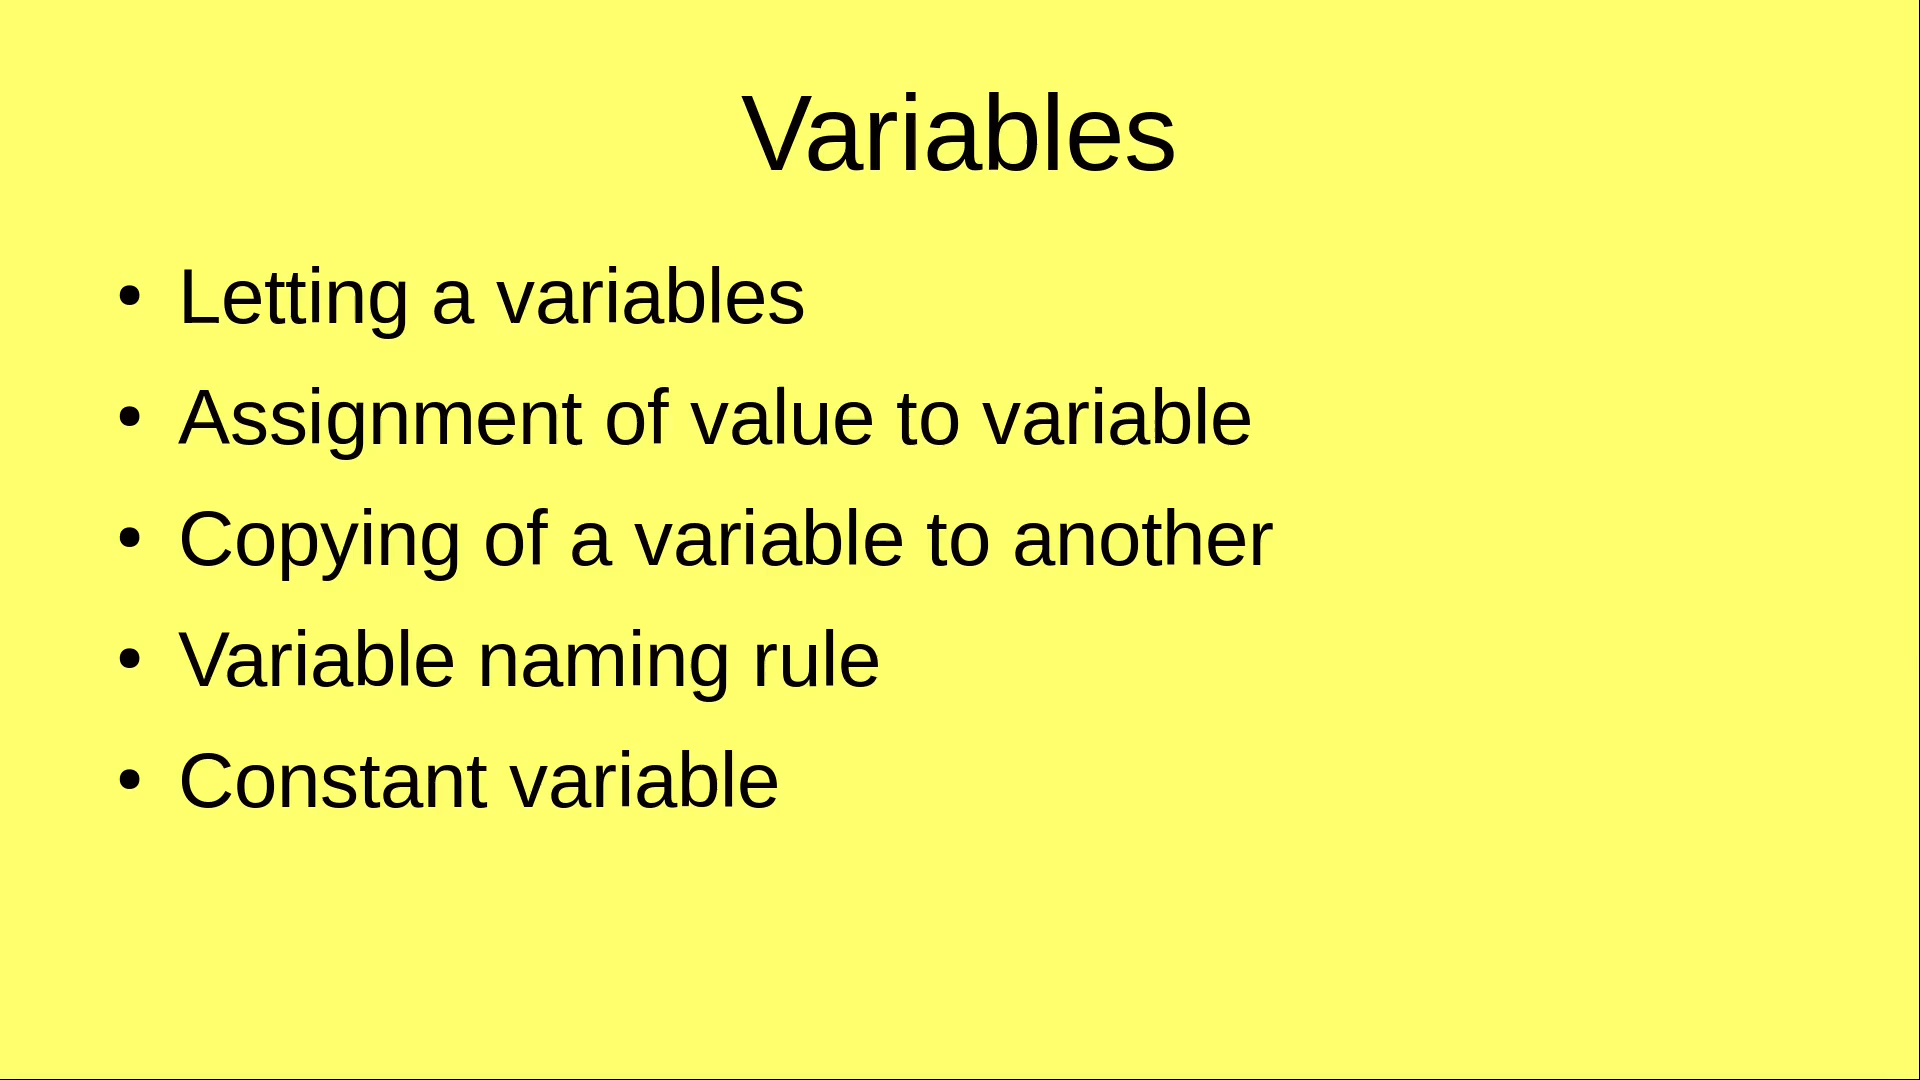 Variables
• Letting a variables
• Assignment of value to variable
• Copying of a variable to another
• Variable naming rule
• Constant variable